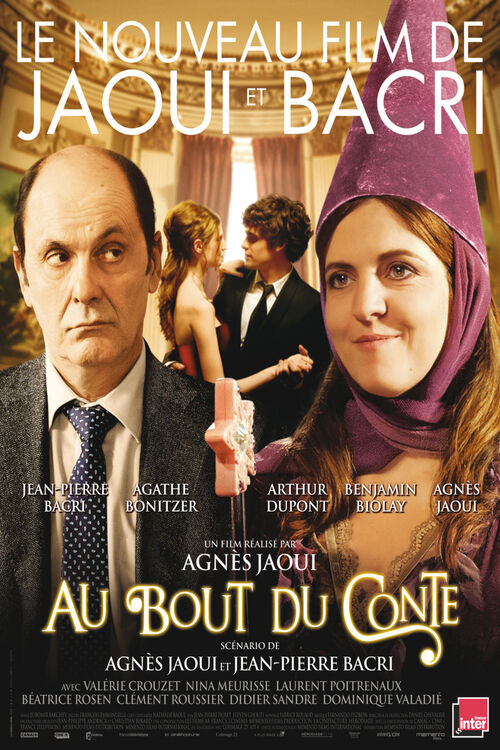 LE NOUVEAU FILM DE
JAOUI ET BACRI
JEAN-PIERRE BACRI
AGATHE BONITZER
ARTHUR DUPONT
BENJAMIN BIOLAY
AGNÈS JAOUI
UN FILM RÉALISÉ PAR
AGNÈS JAOUI
AU BOUT DU CONTE
SCÉNARIO DE
AGNÈS JAOUI ET JEAN-PIERRE BACRI
AVEC VALÉRIE CROUZET NINA MEURISSE LAURENT POITRENAUX
BÉATRICE ROSEN CLÉMENT ROUSSIER DIDIER SANDRE DOMINIQUE VALADIÉ
france
inter